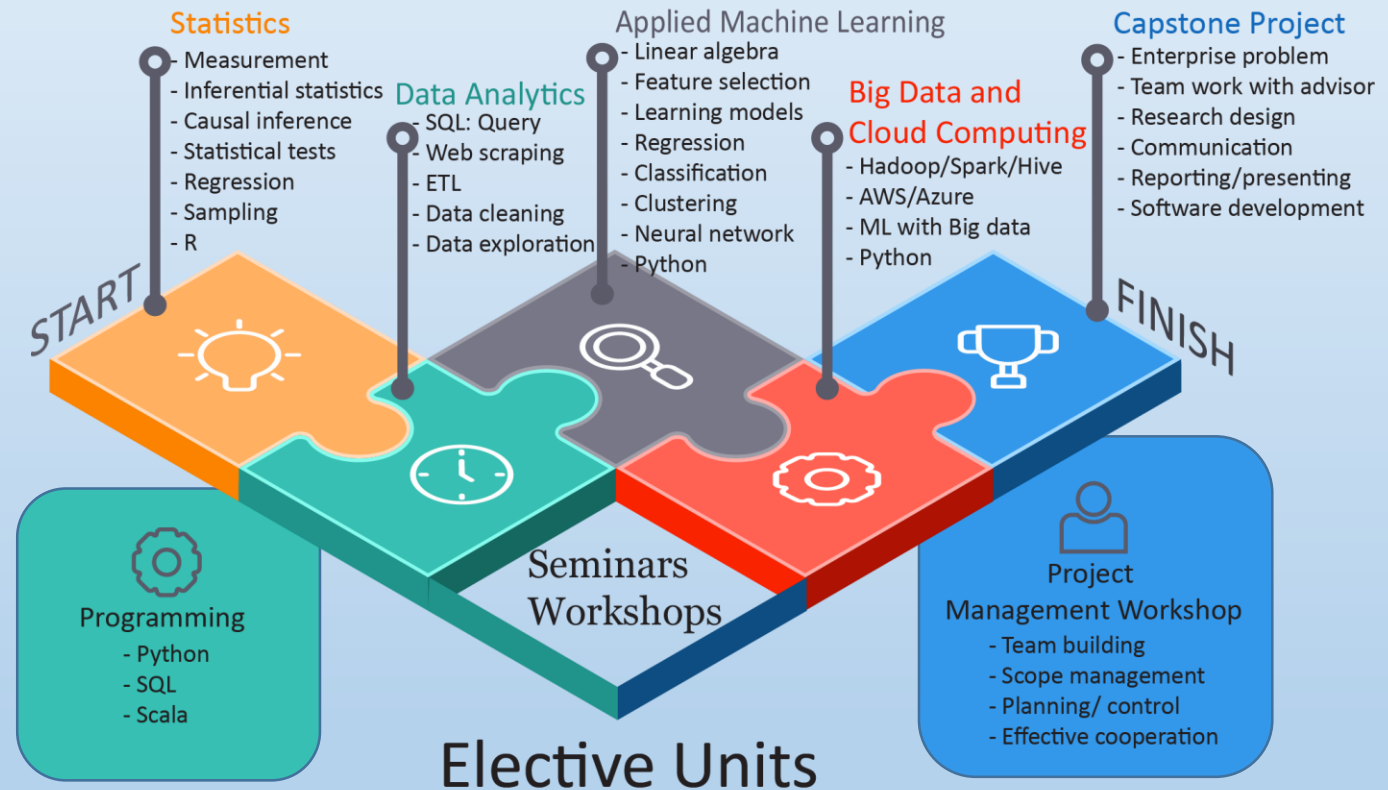 Statistics
- Measurement
- Inferential statistics
- Causal inference
- Statistical tests
- Regression
- Sampling
- R
Data Analytics
- SQL: Query
- Web scraping
- ETL
- Data cleaning
- Data exploration
Applied Machine Learning
- Linear algebra
- Feature selection
- Learning models
- Regression
- Classification
- Clustering
- Neural network
- Python
Big Data and
Cloud Computing
- Hadoop/Spark/Hive
- AWS/Azure
- ML with Big data
- Python
Capstone Project
- Enterprise problem
- Team work with advisor
- Research design
- Communication
- Reporting/presenting
- Software development
START
FINISH
Programming
- Python
- SQL
- Scala
Seminars
Workshops
Project
Management Workshop
- Team building
- Scope management
- Planning/ control
- Effective cooperation
Elective Units